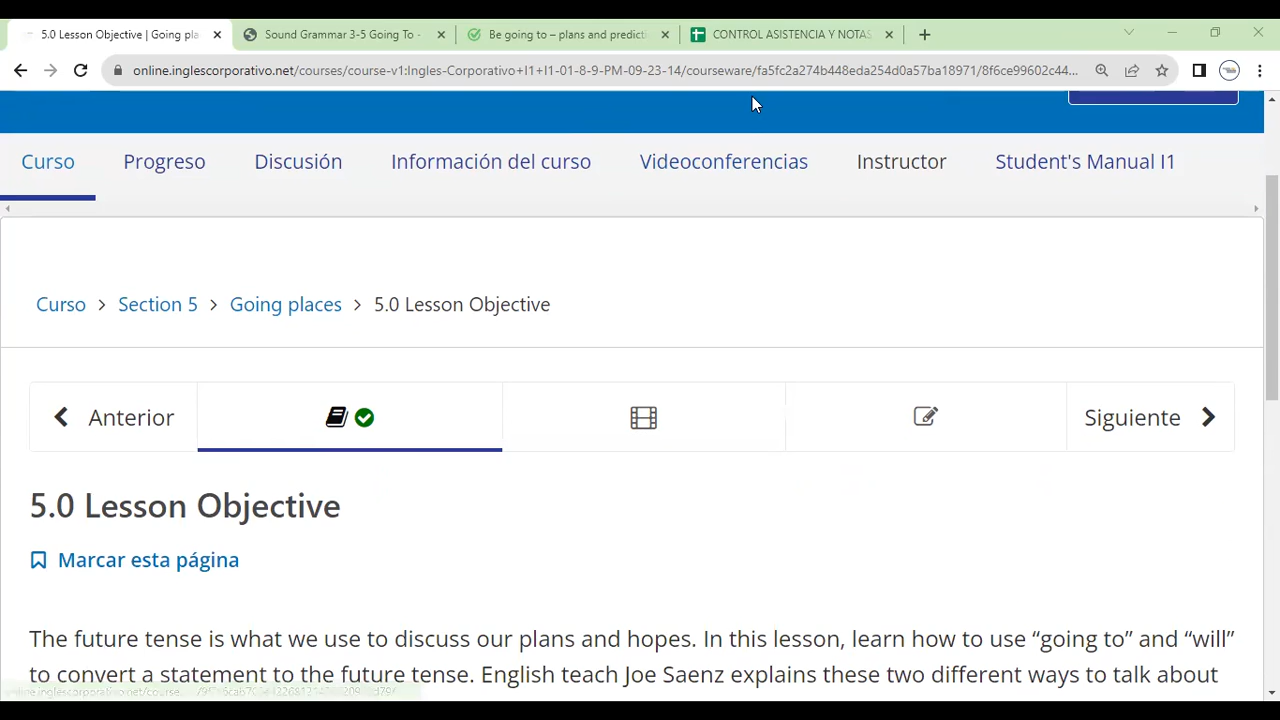 5.0 Lesson Objective | Going pla
Sound Grammar 3-5 Going To -
Be going to – plans and predicti
CONTROL ASISTENCIA Y NOTAS
online.inglescorporativo.net/courses/course-v1:Ingles-Corporativo+I1+I1-01-8-9-PM-09-23-14/courseware/fa5fc2a274b448eda254d0a57ba18971/8f6ce99602c44...
Curso Progreso Discusión Información del curso Videoconferencias Instructor Student's Manual I1
Curso > Section 5 > Going places > 5.0 Lesson Objective
Anterior Siguiente
5.0 Lesson Objective
Marcar esta página
The future tense is what we use to discuss our plans and hopes. In this lesson, learn how to use “going to” and “will”
to convert a statement to the future tense. English teach Joe Saenz explains these two different ways to talk about